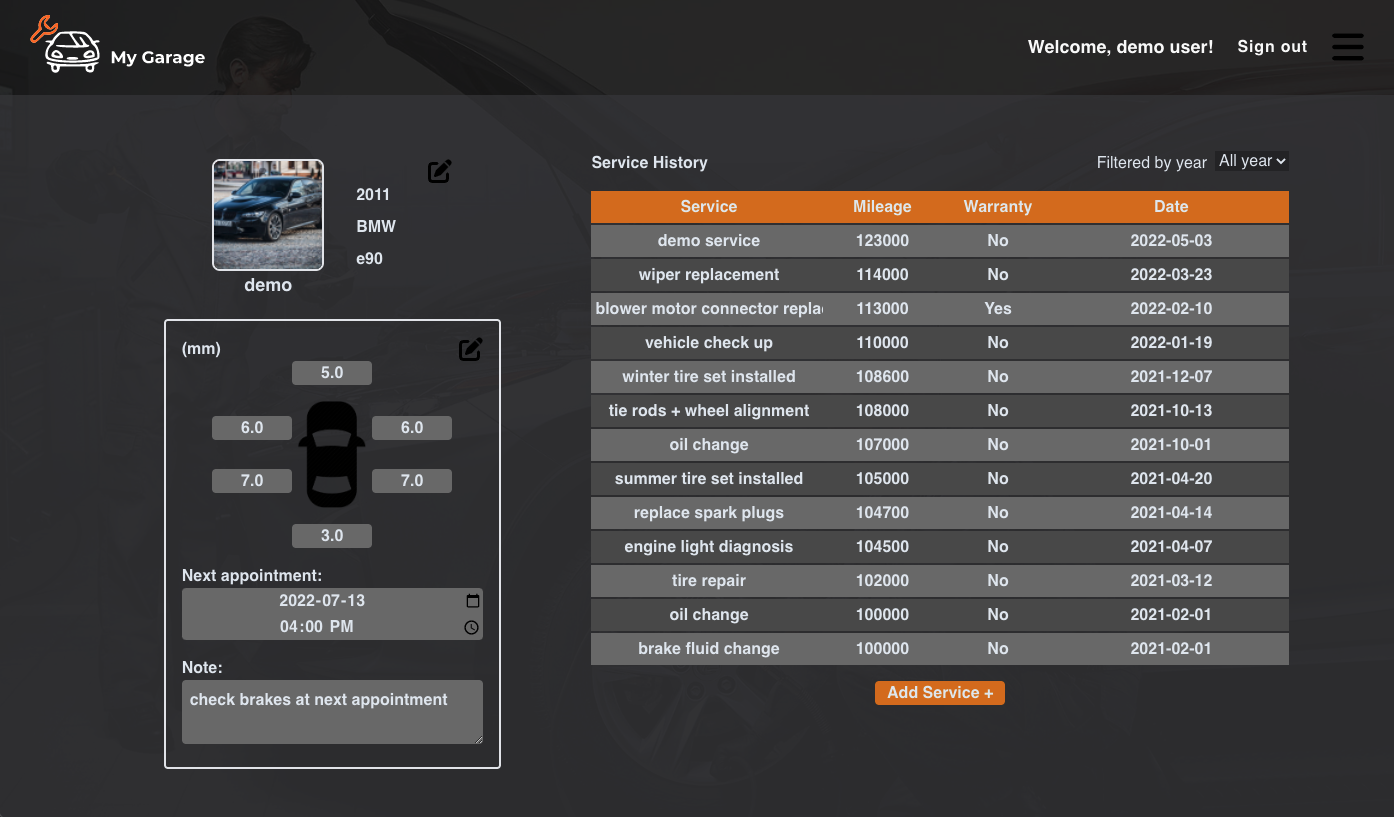 My Garage
Welcome, demo user!
Sign out
2011
BMW
e90
demo
(mm)
5.0
6.0 6.0
7.0 7.0
3.0
Next appointment:
2022-07-13
04:00 PM
Note:
check brakes at next appointment
Service History
Filtered by year All year
Service Mileage Warranty Date
demo service 123000 No 2022-05-03
wiper replacement 114000 No 2022-03-23
blower motor connector repla 113000 Yes 2022-02-10
vehicle check up 110000 No 2022-01-19
winter tire set installed 108600 No 2021-12-07
tie rods + wheel alignment 108000 No 2021-10-13
oil change 107000 No 2021-10-01
summer tire set installed 105000 No 2021-04-20
replace spark plugs 104700 No 2021-04-14
engine light diagnosis 104500 No 2021-04-07
tire repair 102000 No 2021-03-12
oil change 100000 No 2021-02-01
brake fluid change 100000 No 2021-02-01
Add Service +